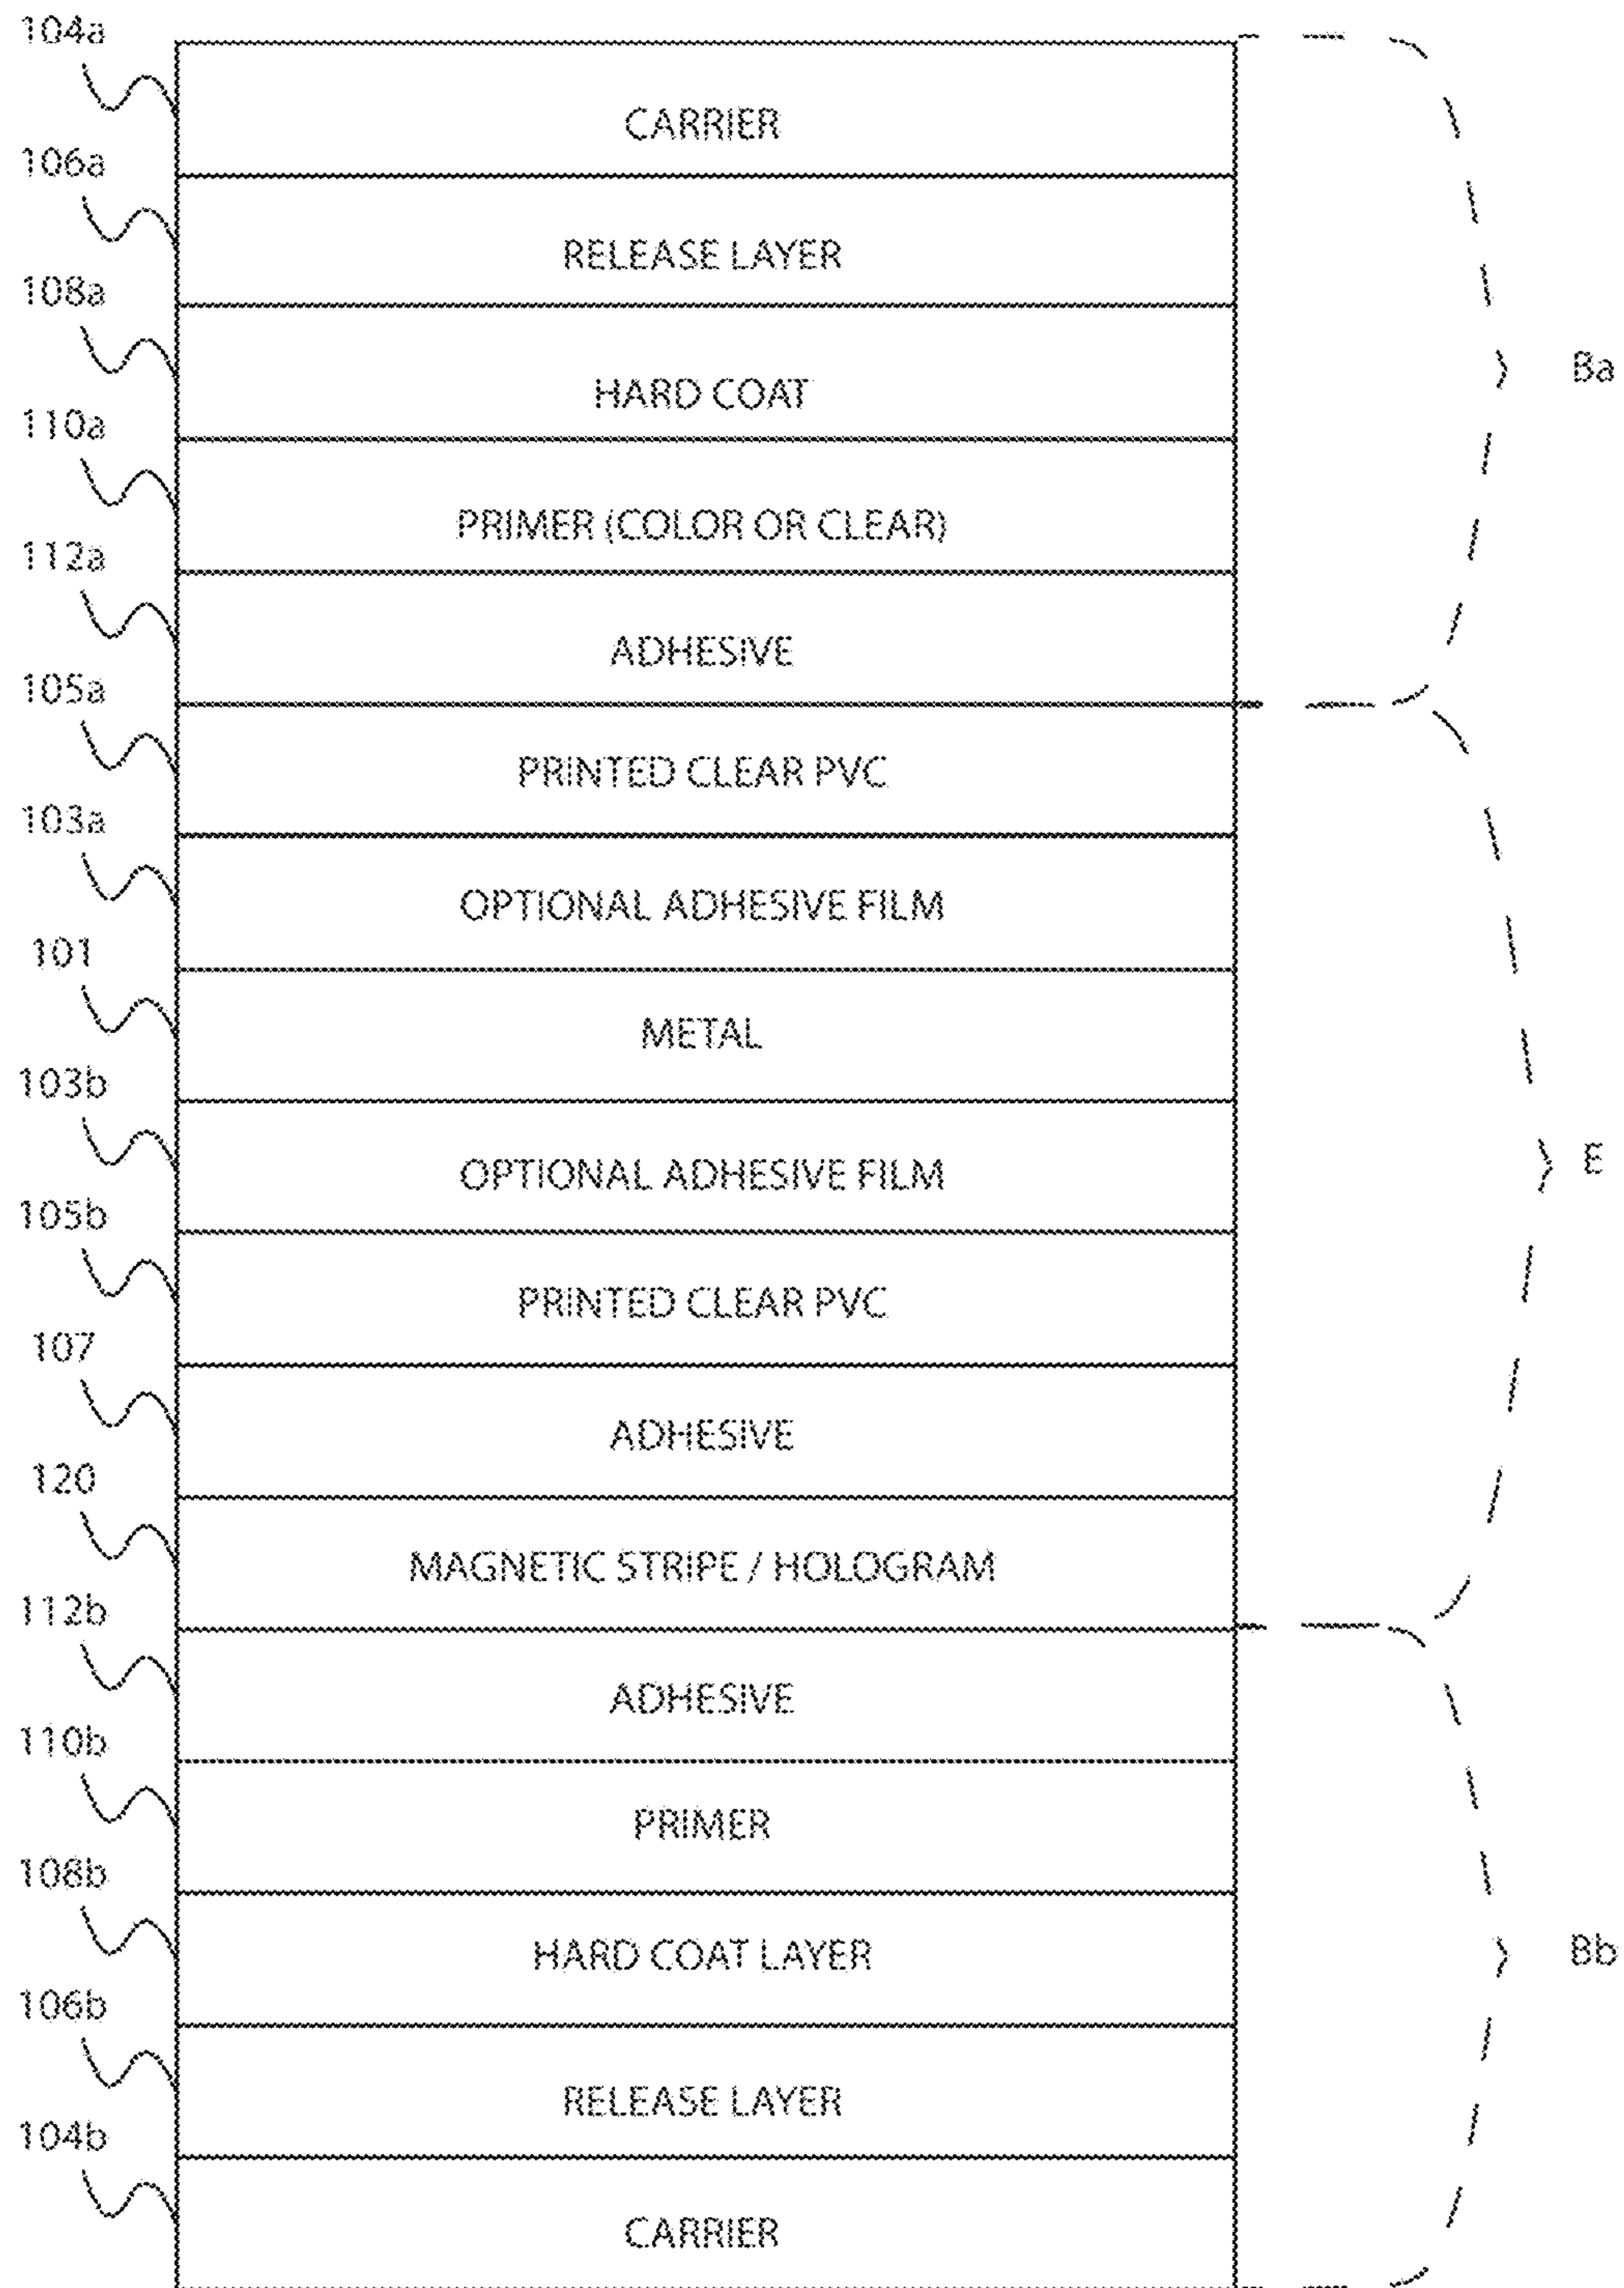 104a
CARRIER
106a
RELEASE LAYER
108a
HARD COAT
Ba
110a
PRIMER (COLOR OR CLEAR)
112a
ADHESIVE
105a
PRINTED CLEAR PVC
103a
OPTIONAL ADHESIVE FILM
101
METAL
103b
OPTIONAL ADHESIVE FILM
E
105b
PRINTED CLEAR PVC
107
ADHESIVE
120
MAGNETIC STRIPE / HOLOGRAM
112b
ADHESIVE
110b
PRIMER
108b
HARD COAT LAYER
Bb
106b
RELEASE LAYER
104b
CARRIER